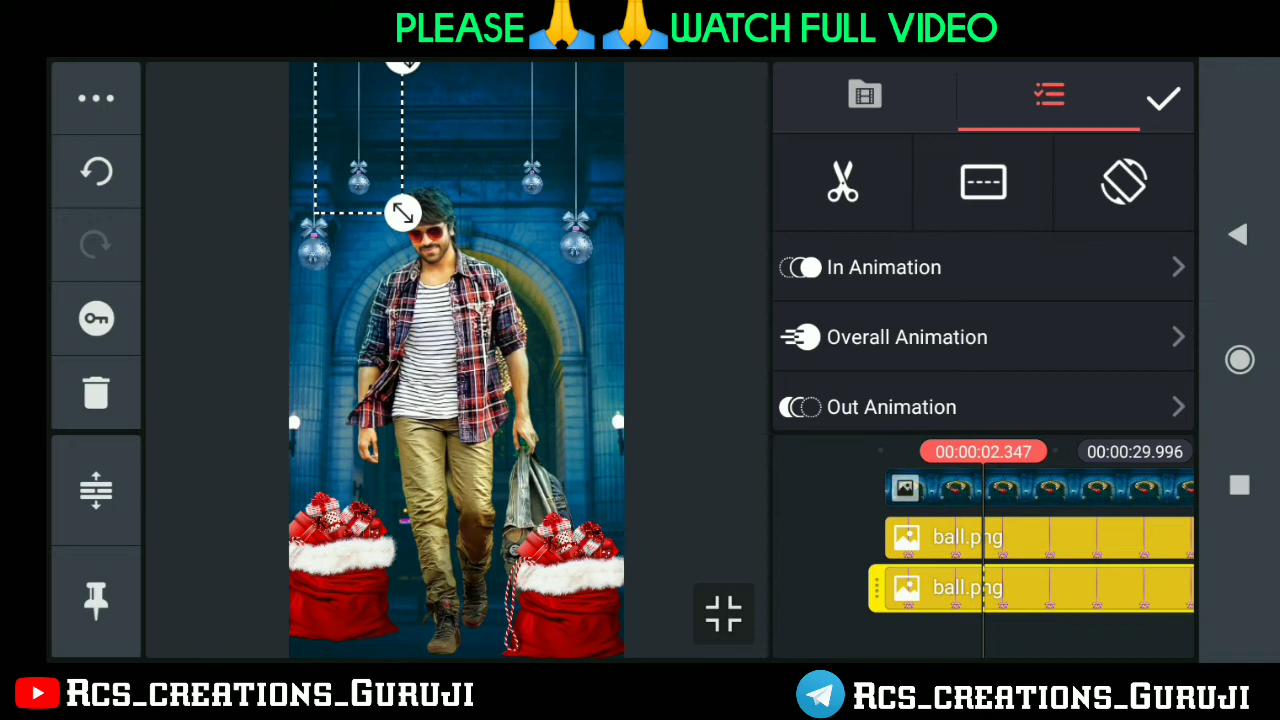 PLEASE🙏 🙏WATCH FULL VIDEO
In Animation
Overall Animation
Out Animation
00:00:02.347
00:00:29.996
ball.png
ball.png
RCS_CREATIONS_GURUJI
RCS_CREATIONS_GURUJI